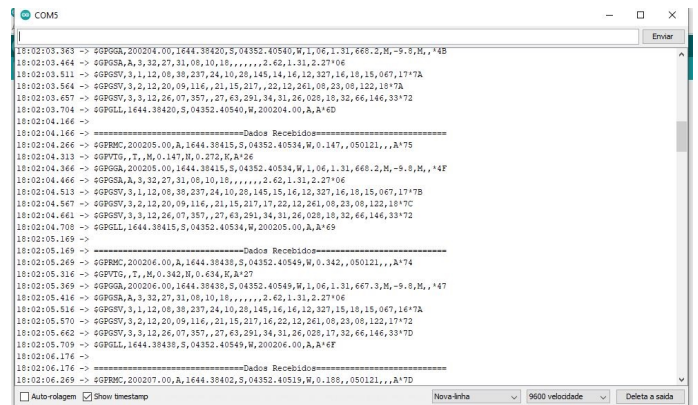 COM5
Enviar
18:02:03.363 -> $GPGGA,200204.00,1644.38420,S,04352.40540,W,1,06,1.31,668.2,M,-9.8,M,,*4B
18:02:03.464 -> $GPGSA,A,3,32,27,31,08,10,18,,,,,,,2.62,1.31,2.27*06
18:02:03.511 -> $GPGSV,3,1,12,08,38,237,24,10,28,145,14,16,12,327,16,18,15,067,17*7A
18:02:03.564 -> $GPGSV,3,2,12,20,09,116,,21,15,217,,22,12,261,08,23,08,122,18*7A
18:02:03.657 -> $GPGSV,3,3,12,26,07,357,,27,63,291,34,31,26,028,18,32,66,146,33*72
18:02:03.704 -> $GPGLL,1644.38420,S,04352.40540,W,200204.00,A,A*6D
18:02:04.166 ->
18:02:04.166 -> ==============================Dados Recebidos==========================
18:02:04.266 -> $GPRMC,200205.00,A,1644.38415,S,04352.40534,W,0.147,,050121,,,A*75
18:02:04.313 -> $GPVTG,,T,,M,0.147,N,0.272,K,A*26
18:02:04.366 -> $GPGGA,200205.00,1644.38415,S,04352.40534,W,1,06,1.31,668.2,M,-9.8,M,,*4F
18:02:04.466 -> $GPGSA,A,3,32,27,31,08,10,18,,,,,,,2.62,1.31,2.27*06
18:02:04.513 -> $GPGSV,3,1,12,08,38,237,24,10,28,145,15,16,12,327,16,18,15,067,17*7B
18:02:04.567 -> $GPGSV,3,2,12,20,09,116,,21,15,217,17,22,12,261,08,23,08,122,18*7C
18:02:04.661 -> $GPGSV,3,3,12,26,07,357,,27,63,291,34,31,26,028,18,32,66,146,33*72
18:02:04.708 -> $GPGLL,1644.38415,S,04352.40534,W,200205.00,A,A*69
18:02:05.169 ->
18:02:05.169 -> ==============================Dados Recebidos==========================
18:02:05.269 -> $GPRMC,200206.00,A,1644.38438,S,04352.40549,W,0.342,,050121,,,A*74
18:02:05.316 -> $GPVTG,,T,,M,0.342,N,0.634,K,A*27
18:02:05.369 -> $GPGGA,200206.00,1644.38438,S,04352.40549,W,1,06,1.31,667.3,M,-9.8,M,,*47
18:02:05.416 -> $GPGSA,A,3,32,27,31,08,10,18,,,,,,,2.62,1.31,2.27*06
18:02:05.516 -> $GPGSV,3,1,12,08,38,237,24,10,28,145,16,16,12,327,15,18,15,067,16*7A
18:02:05.570 -> $GPGSV,3,2,12,20,09,116,,21,15,217,16,22,12,261,08,23,08,122,17*72
18:02:05.662 -> $GPGSV,3,3,12,26,07,357,,27,63,291,34,31,26,028,17,32,66,146,33*7D
18:02:05.709 -> $GPGLL,1644.38438,S,04352.40549,W,200206.00,A,A*6F
18:02:06.176 ->
18:02:06.176 -> ==============================Dados Recebidos==========================
18:02:06.269 -> $GPRMC,200207.00,A,1644.38402,S,04352.40519,W,0.188,,050121,,,A*7D
Auto-rolagem Show timestamp Nova-linha 9600 velocidade Deleta a saida